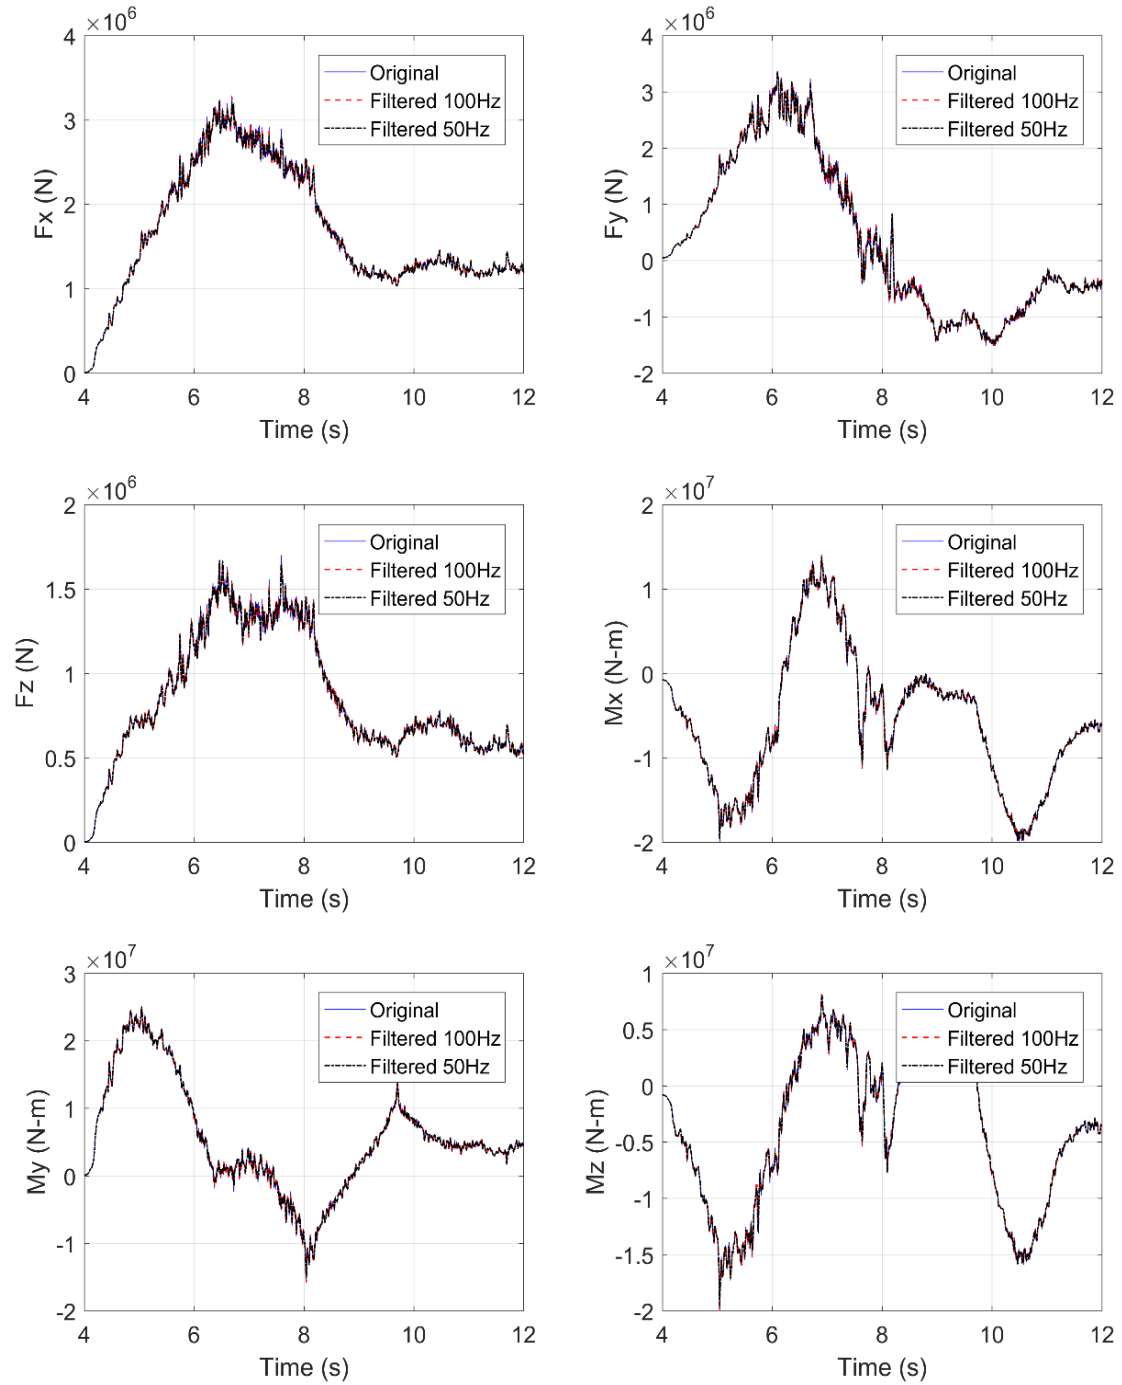 ×10^6
4
3
2
1
0
Fx (N)
Original
Filtered 100Hz
Filtered 50Hz
4 6 8 10 12
Time (s)
×10^6
4
3
2
1
0
-1
-2
Fy (N)
Original
Filtered 100Hz
Filtered 50Hz
4 6 8 10 12
Time (s)
×10^6
2
1.5
1
0.5
0
Fz (N)
Original
Filtered 100Hz
Filtered 50Hz
4 6 8 10 12
Time (s)
×10^7
2
1
0
-1
-2
Mx (N-m)
Original
Filtered 100Hz
Filtered 50Hz
4 6 8 10 12
Time (s)
×10^7
3
2
1
0
-1
-2
My (N-m)
Original
Filtered 100Hz
Filtered 50Hz
4 6 8 10 12
Time (s)
×10^7
1
0.5
0
-0.5
-1
-1.5
-2
Mz (N-m)
Original
Filtered 100Hz
Filtered 50Hz
4 6 8 10 12
Time (s)